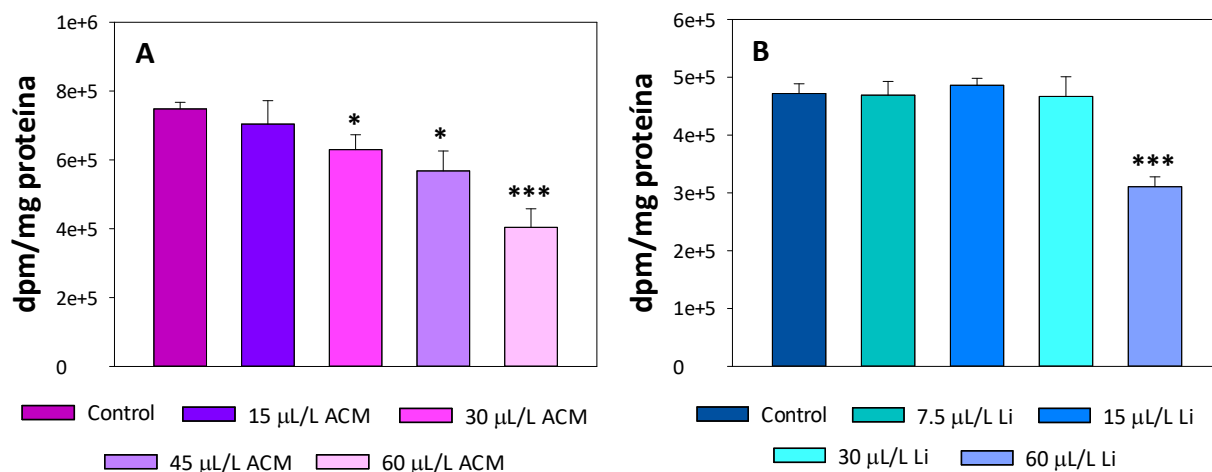 A
dpm/mg proteína
1e+6
8e+5
6e+5
4e+5
2e+5
0
*
*
***
Control 15 μL/L ACM 30 μL/L ACM
45 μL/L ACM 60 μL/L ACM
B
dpm/mg proteína
6e+5
5e+5
4e+5
3e+5
2e+5
1e+5
0
***
Control 7.5 μL/L Li 15 μL/L Li
30 μL/L Li 60 μL/L Li